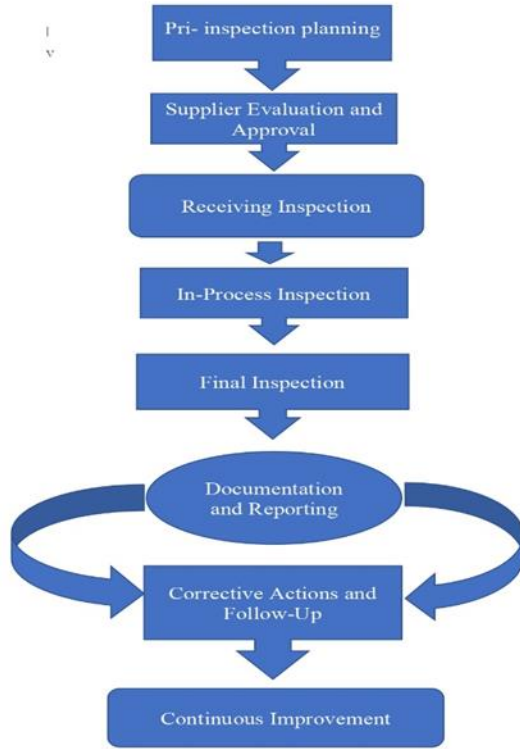 I
v
Pri- inspection planning
Supplier Evaluation and
Approval
Receiving Inspection
In-Process Inspection
Final Inspection
Documentation
and Reporting
Corrective Actions and
Follow-Up
Continuous Improvement